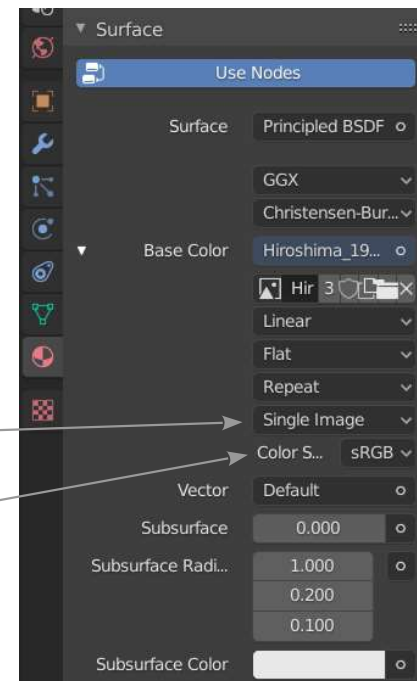 Surface
Use Nodes
Surface Principled BSDF
GGX
Christensen-Bur...
Base Color Hiroshima_19...
Hir 3
Linear
Flat
Repeat
Single Image
Color S... sRGB
Vector Default
Subsurface 0.000
Subsurface Radi... 1.000
0.200
0.100
Subsurface Color